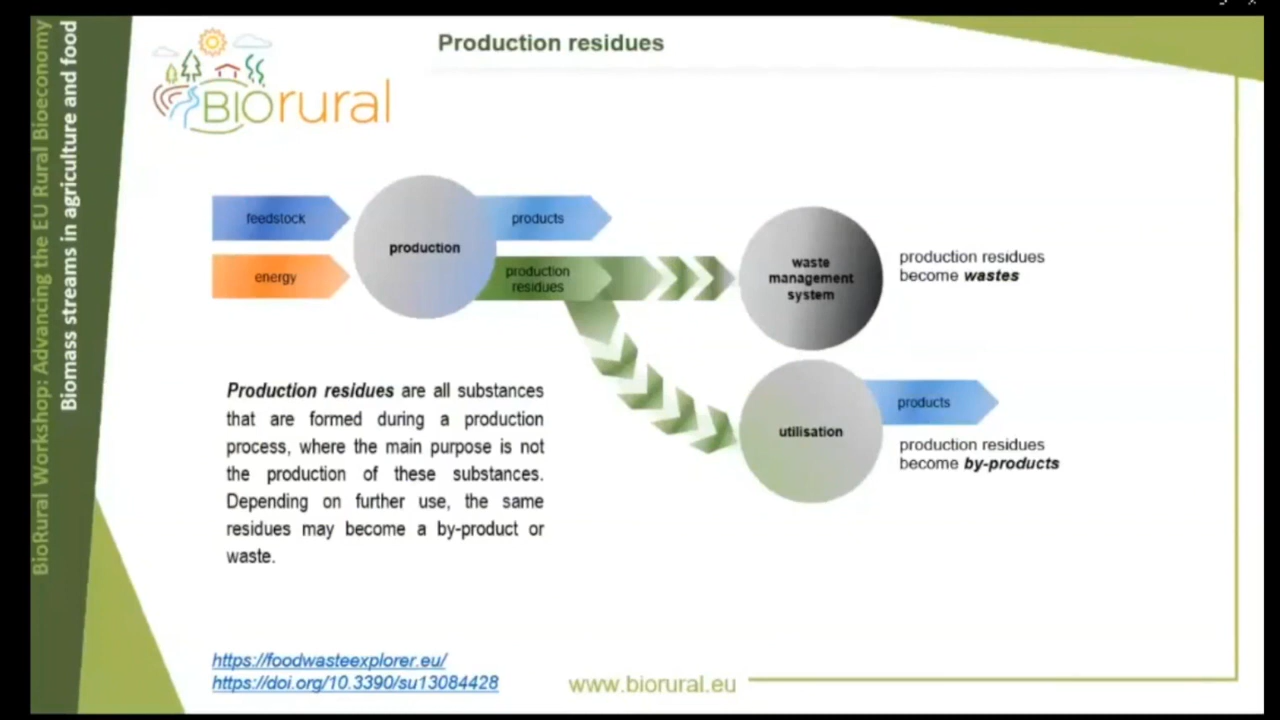 BioRural Workshop: Advancing the EU Rural Bioeconomy
Biomass streams in agriculture and food
BIOrural
Production residues
feedstock
energy
production
products
production
residues
waste
management
system
production residues
become wastes
utilisation
products
production residues
become by-products
Production residues are all substances
that are formed during a production
process, where the main purpose is not
the production of these substances.
Depending on further use, the same
residues may become a by-product or
waste.
https://foodwasteexplorer.eu/
https://doi.org/10.3390/su13084428
www.biorural.eu